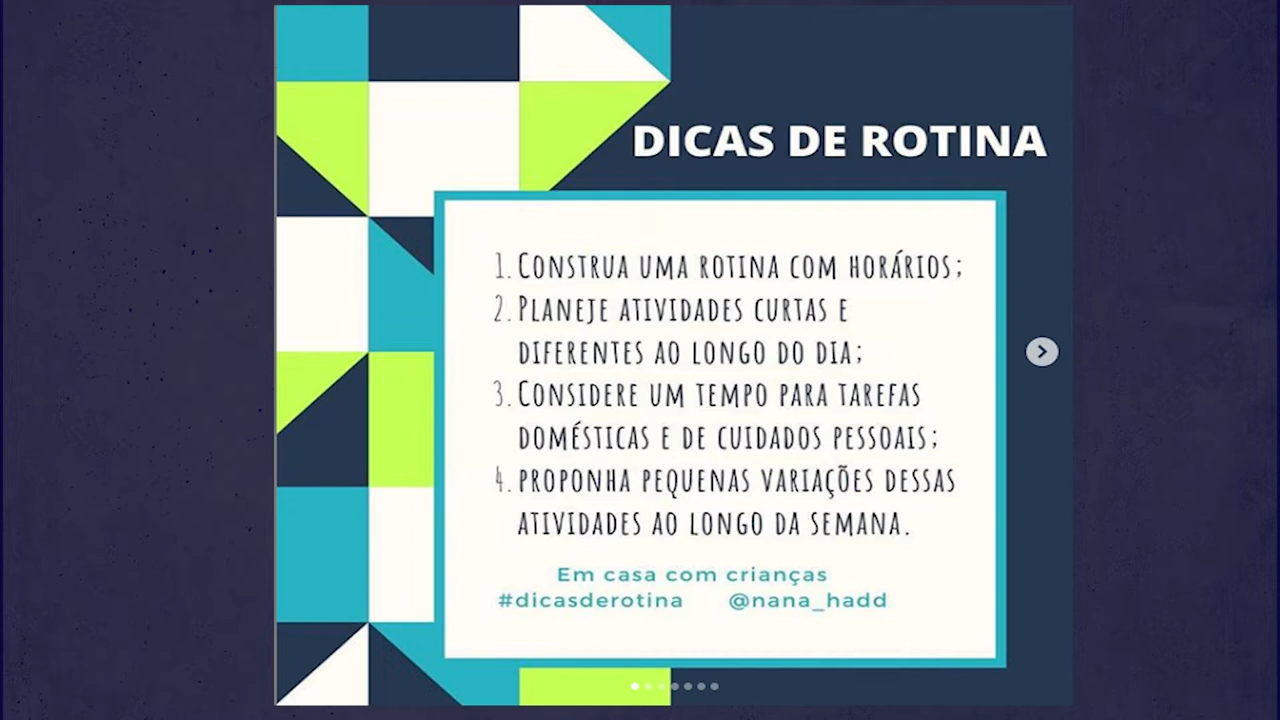 DICAS DE ROTINA
1. CONSTRUA UMA ROTINA COM HORÁRIOS;
2. PLANEJE ATIVIDADES CURTAS E
DIFERENTES AO LONGO DO DIA;
3. CONSIDERE UM TEMPO PARA TAREFAS
DOMÉSTICAS E DE CUIDADOS PESSOAIS;
4. PROPONHA PEQUENAS VARIAÇÕES DESSAS
ATIVIDADES AO LONGO DA SEMANA.
Em casa com crianças
#dicasderotina @nana_hadd